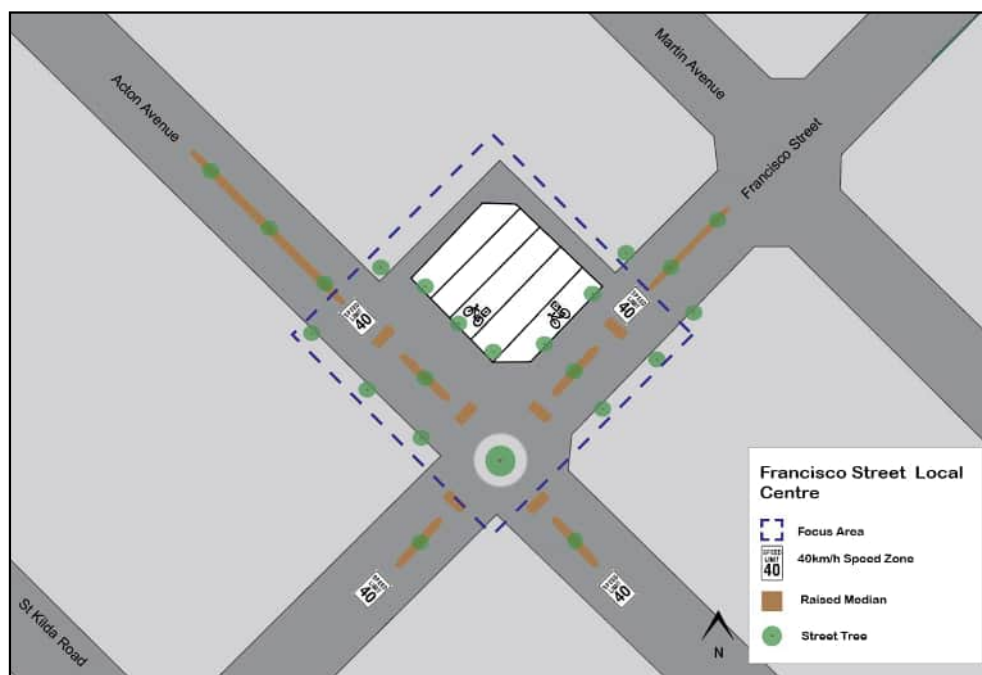 Martin Avenue
Acton Avenue
Francisco Street
SPEED
LIMIT
40
SPEED
LIMIT
40
SPEED
LIMIT
40
SPEED
LIMIT
40
St Kilda Road
N
Francisco Street Local
Centre
Focus Area
SPEED
LIMIT
40
40km/h Speed Zone
Raised Median
Street Tree